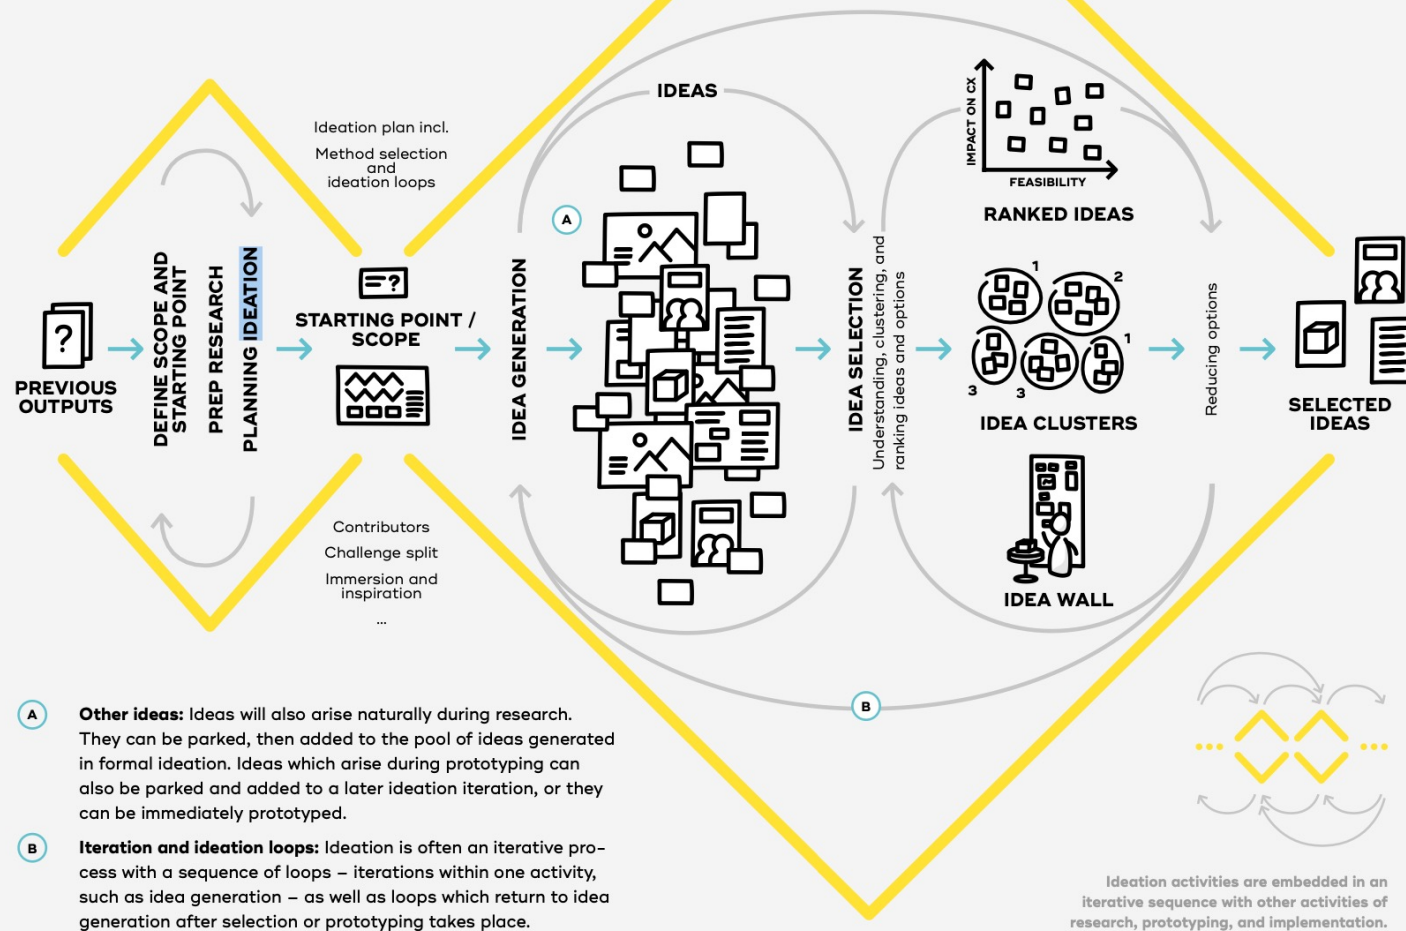 Ideation plan incl.
Method selection
and
ideation loops
PREVIOUS
OUTPUTS
?
DEFINE SCOPE AND
STARTING POINT
PREP RESEARCH
PLANNING IDEATION
?
STARTING POINT /
SCOPE
Contributors
Challenge split
Immersion and
inspiration
...
IDEA GENERATION
IDEAS
A
IDEA SELECTION
Understanding, clustering, and
ranking ideas and options
IMPACT ON CX
FEASIBILITY
RANKED IDEAS
1
2
1
3
3
IDEA CLUSTERS
IDEA WALL
Reducing options
SELECTED
IDEAS
B
A
Other ideas: Ideas will also arise naturally during research.
They can be parked, then added to the pool of ideas generated
in formal ideation. Ideas which arise during prototyping can
also be parked and added to a later ideation iteration, or they
can be immediately prototyped.
B
Iteration and ideation loops: Ideation is often an iterative pro-
cess with a sequence of loops – iterations within one activity,
such as idea generation – as well as loops which return to idea
generation after selection or prototyping takes place.
Ideation activities are embedded in an
iterative sequence with other activities of
research, prototyping, and implementation.